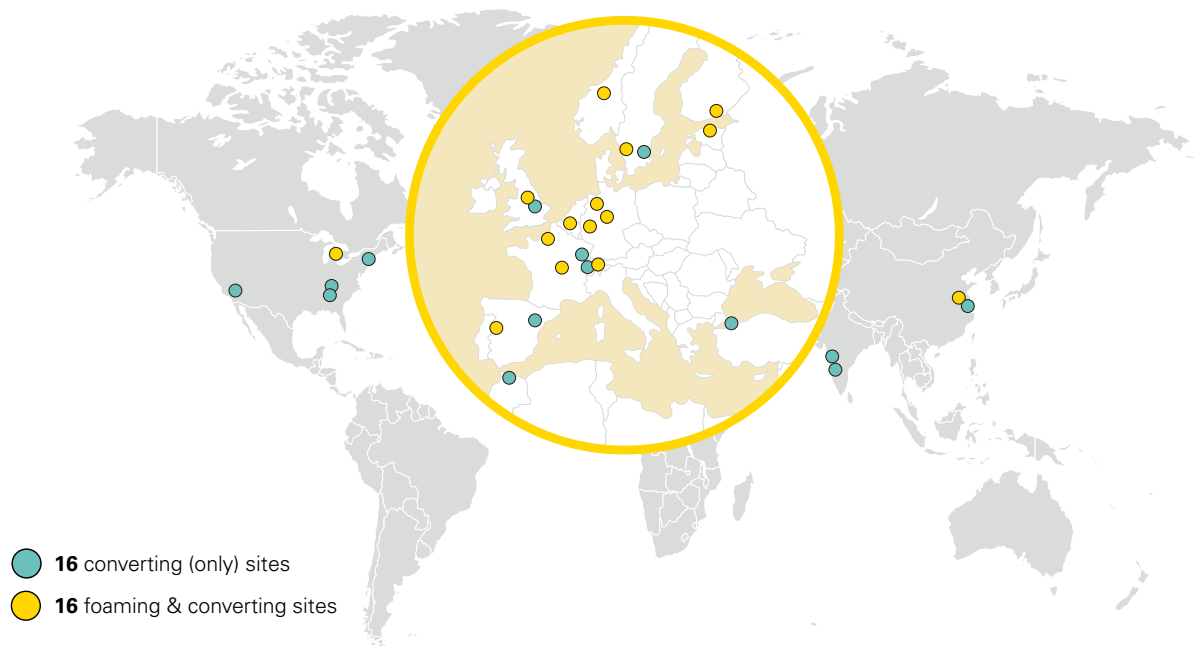 16 converting (only) sites
16 foaming & converting sites